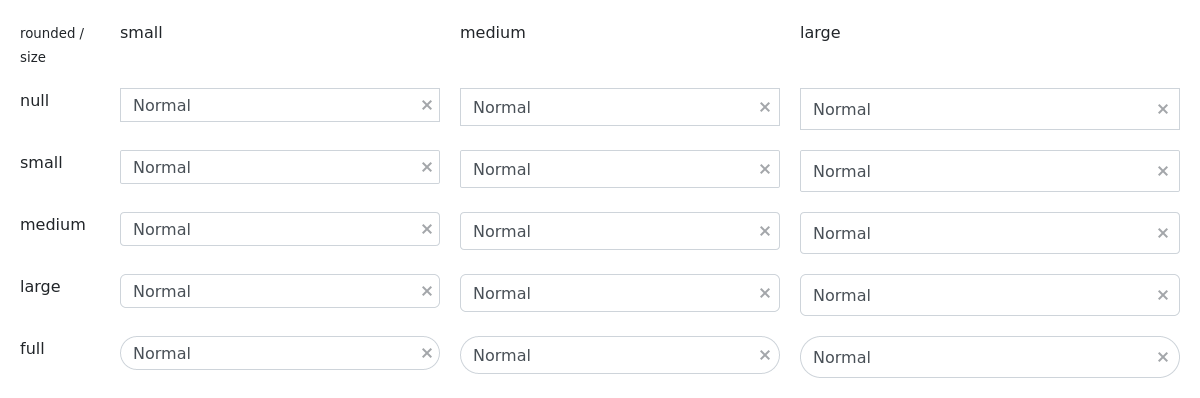 rounded / small medium large
size
null Normal × Normal × Normal ×
small Normal × Normal × Normal ×
medium Normal × Normal × Normal ×
large Normal × Normal × Normal ×
full Normal × Normal × Normal ×